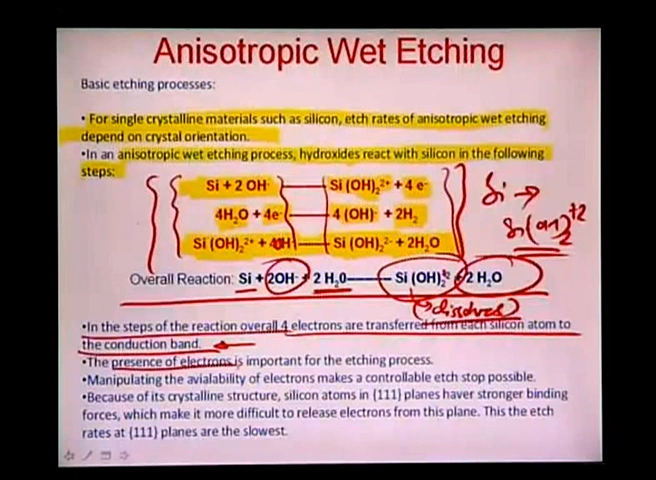 Anisotropic Wet Etching
Basic etching processes:
• For single crystalline materials such as silicon, etch rates of anisotropic wet etching
depend on crystal orientation.
• In an anisotropic wet etching process, hydroxides react with silicon in the following
steps:
Si + 2 OH⁻ —— Si (OH)₂²⁺ + 4 e⁻
4H₂O + 4e⁻ —— 4 (OH)⁻ + 2H₂
Si (OH)₂²⁺ + 4OH⁻ —— Si (OH)₂²⁻ + 2H₂O
Si →
Si(OH)₂⁺²
Overall Reaction: Si + 2OH⁻ + 2 H₂0 —— Si (OH)₂ + 2 H₂O
dissolves
• In the steps of the reaction overall 4 electrons are transferred from each silicon atom to
the conduction band.
• The presence of electrons is important for the etching process.
• Manipulating the avialability of electrons makes a controllable etch stop possible.
• Because of its crystalline structure, silicon atoms in {111} planes haver stronger binding
forces, which make it more difficult to release electrons from this plane. This the etch
rates at {111} planes are the slowest.